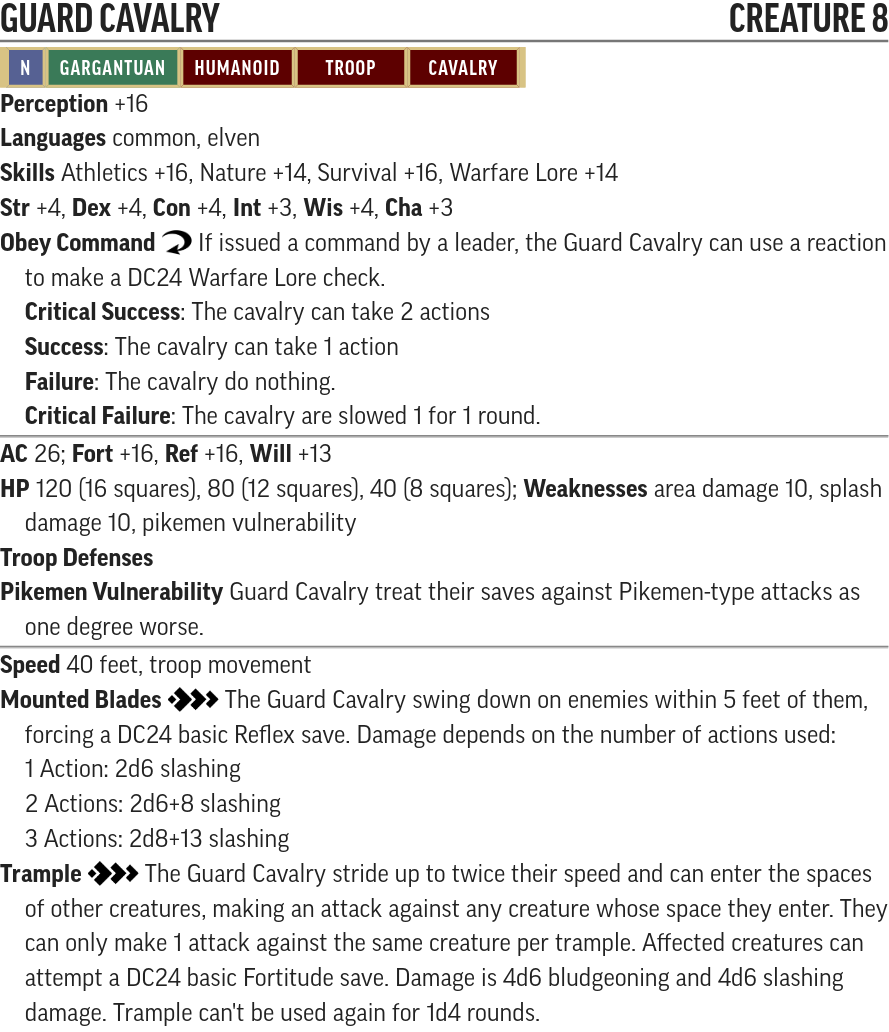 GUARD CAVALRY CREATURE 8
N GARGANTUAN HUMANOID TROOP CAVALRY
Perception +16
Languages common, elven
Skills Athletics +16, Nature +14, Survival +16, Warfare Lore +14
Str +4, Dex +4, Con +4, Int +3, Wis +4, Cha +3
Obey Command If issued a command by a leader, the Guard Cavalry can use a reaction
to make a DC24 Warfare Lore check.
Critical Success: The cavalry can take 2 actions
Success: The cavalry can take 1 action
Failure: The cavalry do nothing.
Critical Failure: The cavalry are slowed 1 for 1 round.
AC 26; Fort +16, Ref +16, Will +13
HP 120 (16 squares), 80 (12 squares), 40 (8 squares); Weaknesses area damage 10, splash
damage 10, pikemen vulnerability
Troop Defenses
Pikemen Vulnerability Guard Cavalry treat their saves against Pikemen-type attacks as
one degree worse.
Speed 40 feet, troop movement
Mounted Blades The Guard Cavalry swing down on enemies within 5 feet of them,
forcing a DC24 basic Reflex save. Damage depends on the number of actions used:
1 Action: 2d6 slashing
2 Actions: 2d6+8 slashing
3 Actions: 2d8+13 slashing
Trample The Guard Cavalry stride up to twice their speed and can enter the spaces
of other creatures, making an attack against any creature whose space they enter. They
can only make 1 attack against the same creature per trample. Affected creatures can
attempt a DC24 basic Fortitude save. Damage is 4d6 bludgeoning and 4d6 slashing
damage. Trample can't be used again for 1d4 rounds.